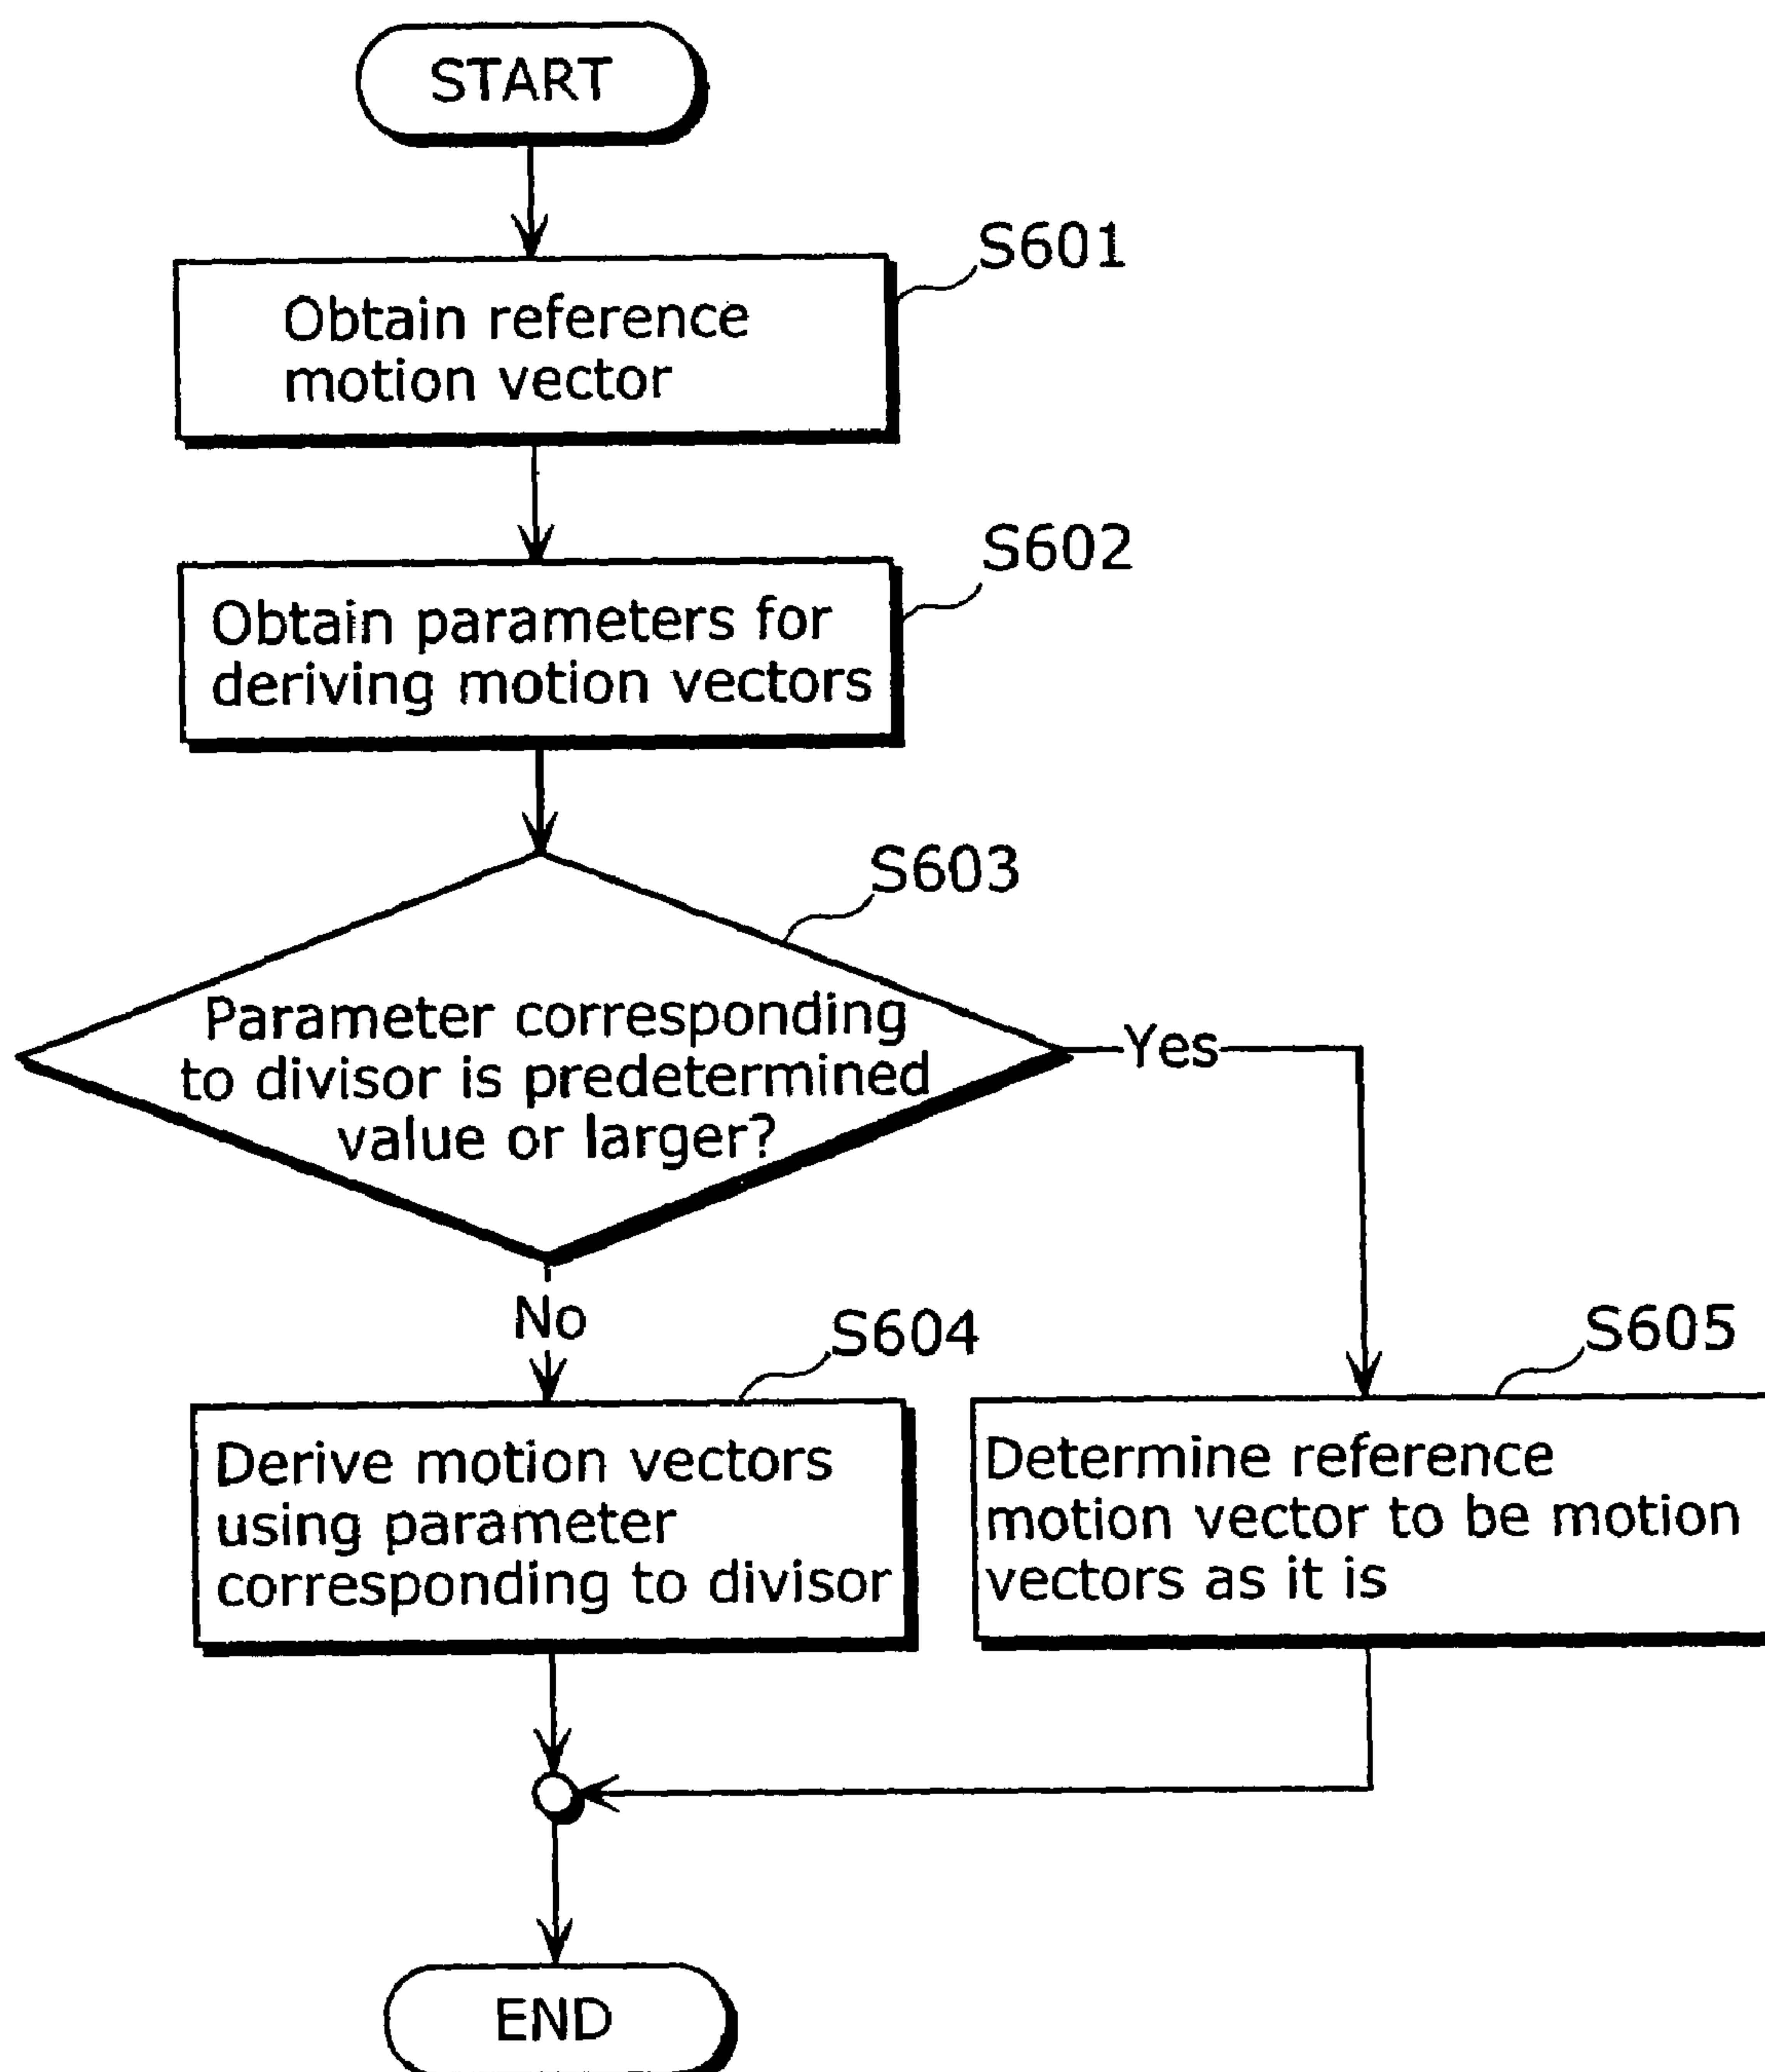 START
S601
Obtain reference
motion vector
S602
Obtain parameters for
deriving motion vectors
S603
Parameter corresponding
to divisor is predetermined
value or larger?
Yes
No
S604
Derive motion vectors
using parameter
corresponding to divisor
S605
Determine reference
motion vector to be motion
vectors as it is
END